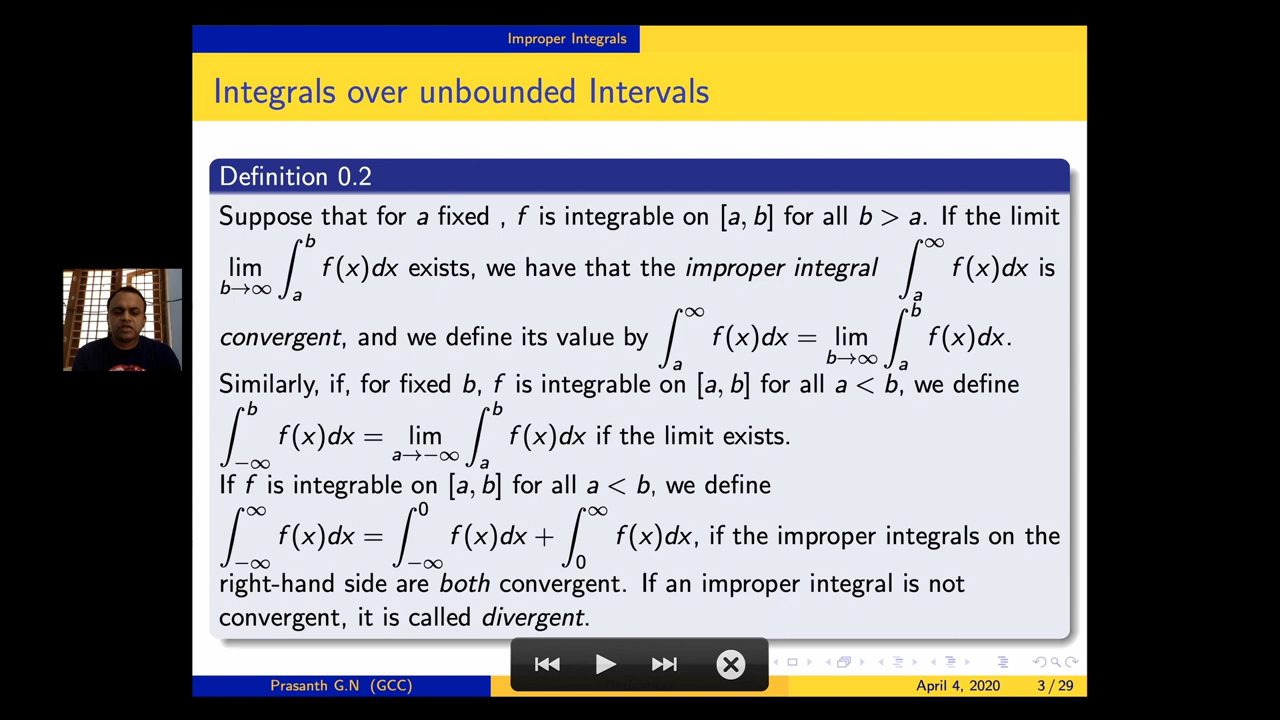 Improper Integrals
Integrals over unbounded Intervals
Definition 0.2
Suppose that for a fixed , f is integrable on [a, b] for all b > a. If the limit
lim_{b→∞} ∫_a^b f(x)dx exists, we have that the improper integral ∫_a^∞ f(x)dx is
convergent, and we define its value by ∫_a^∞ f(x)dx = lim_{b→∞} ∫_a^b f(x)dx.
Similarly, if, for fixed b, f is integrable on [a, b] for all a < b, we define
∫_{−∞}^b f(x)dx = lim_{a→−∞} ∫_a^b f(x)dx if the limit exists.
If f is integrable on [a, b] for all a < b, we define
∫_{−∞}^∞ f(x)dx = ∫_{−∞}^0 f(x)dx + ∫_0^∞ f(x)dx, if the improper integrals on the
right-hand side are both convergent. If an improper integral is not
convergent, it is called divergent.
Prasanth G.N (GCC)
April 4, 2020
3 / 29